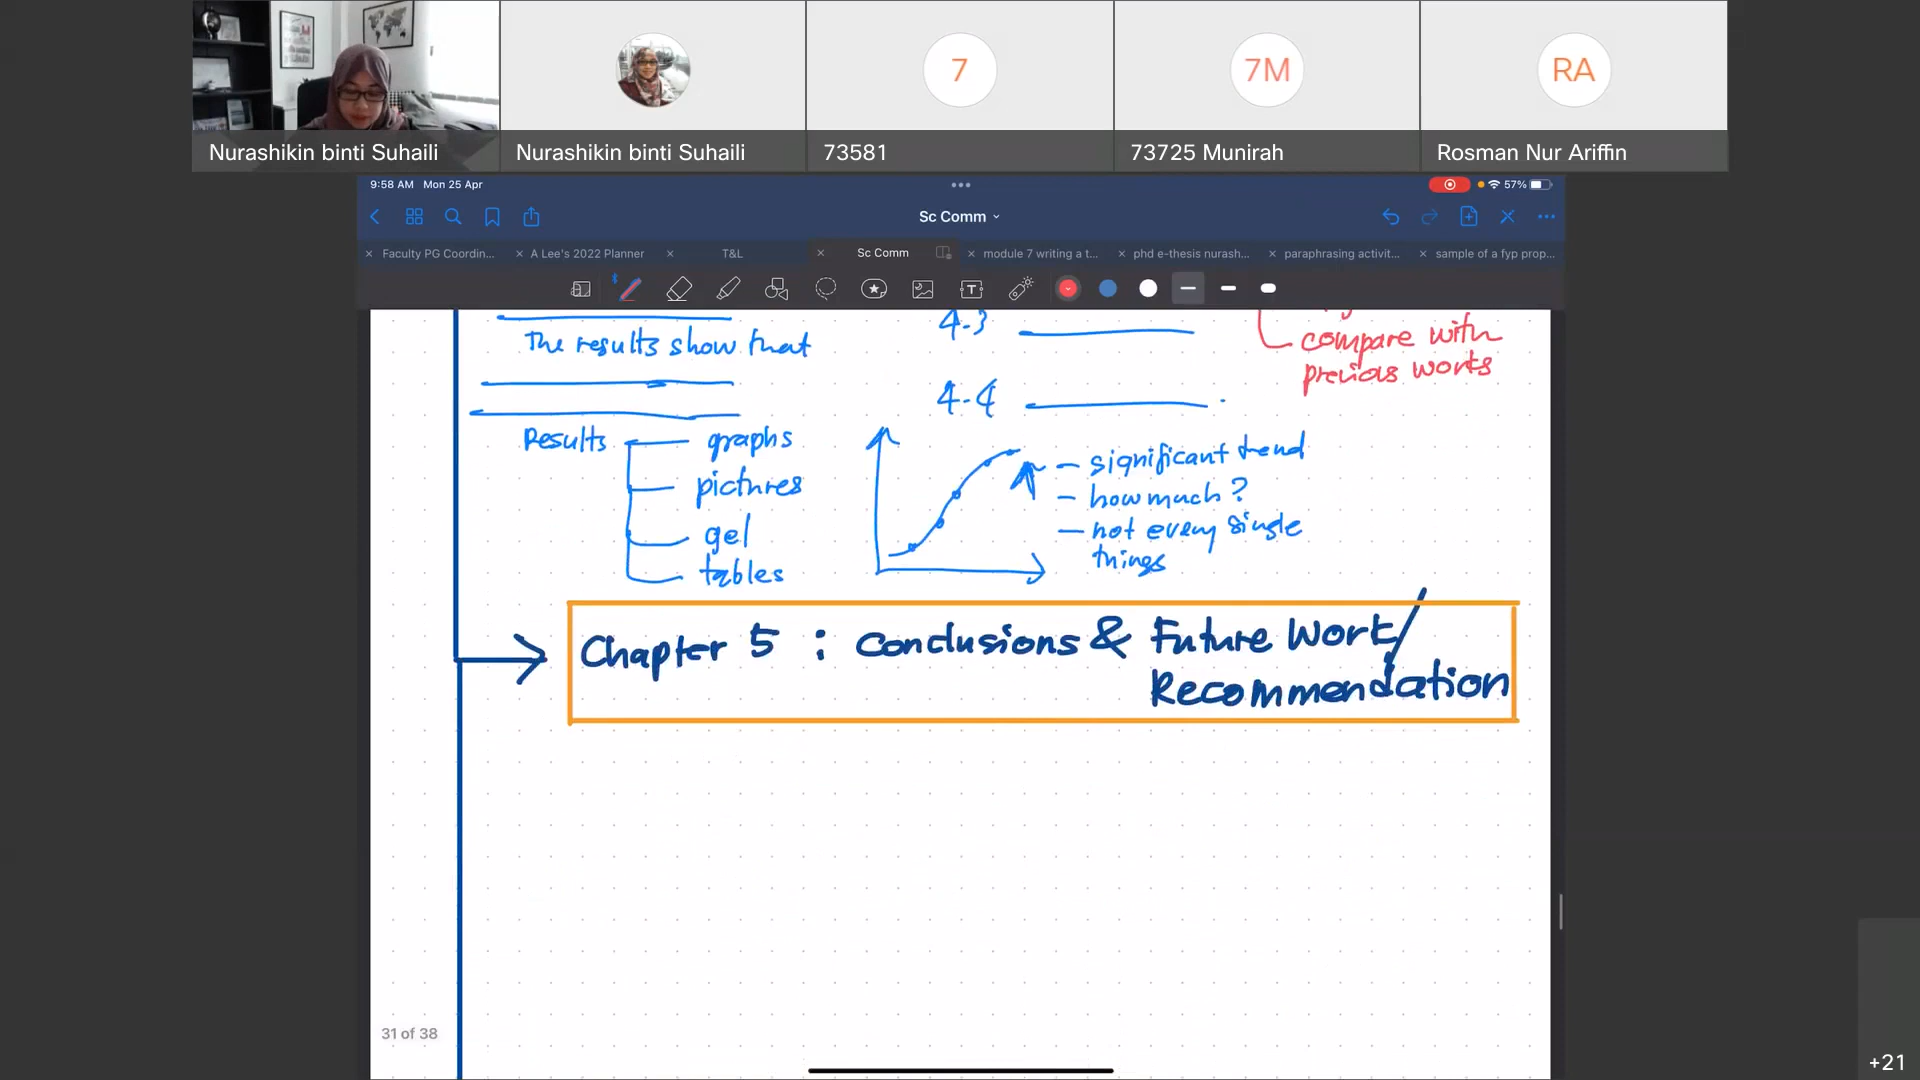 7
7M
RA
Nurashikin binti Suhaili
Nurashikin binti Suhaili
73581
73725 Munirah
Rosman Nur Ariffin
9:58 AM Mon 25 Apr
57%
Sc Comm
Faculty PG Coordin...
A Lee's 2022 Planner
T&L
Sc Comm
module 7 writing a t...
phd e-thesis nurash...
paraphrasing activit...
sample of a fyp prop...
The results show that
4.3
compare with
previous works
4.4
Results
graphs
pictures
gel
tables
- significant trend
- how much?
- not every single
things
Chapter 5 : Conclusions & Future Work/
Recommendation
31 of 38
+21